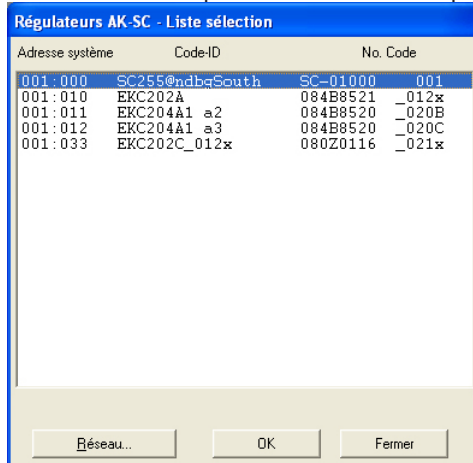 Régulateurs AK-SC - Liste sélection
Adresse système Code-ID No. Code
001:000 SC255@ndbgSouth SC-01000 001
001:010 EKC202A 084B8521 _012x
001:011 EKC204A1 a2 084B8520 _020B
001:012 EKC204A1 a3 084B8520 _020C
001:033 EKC202C_012x 080Z0116 _021x
Réseau... OK Fermer